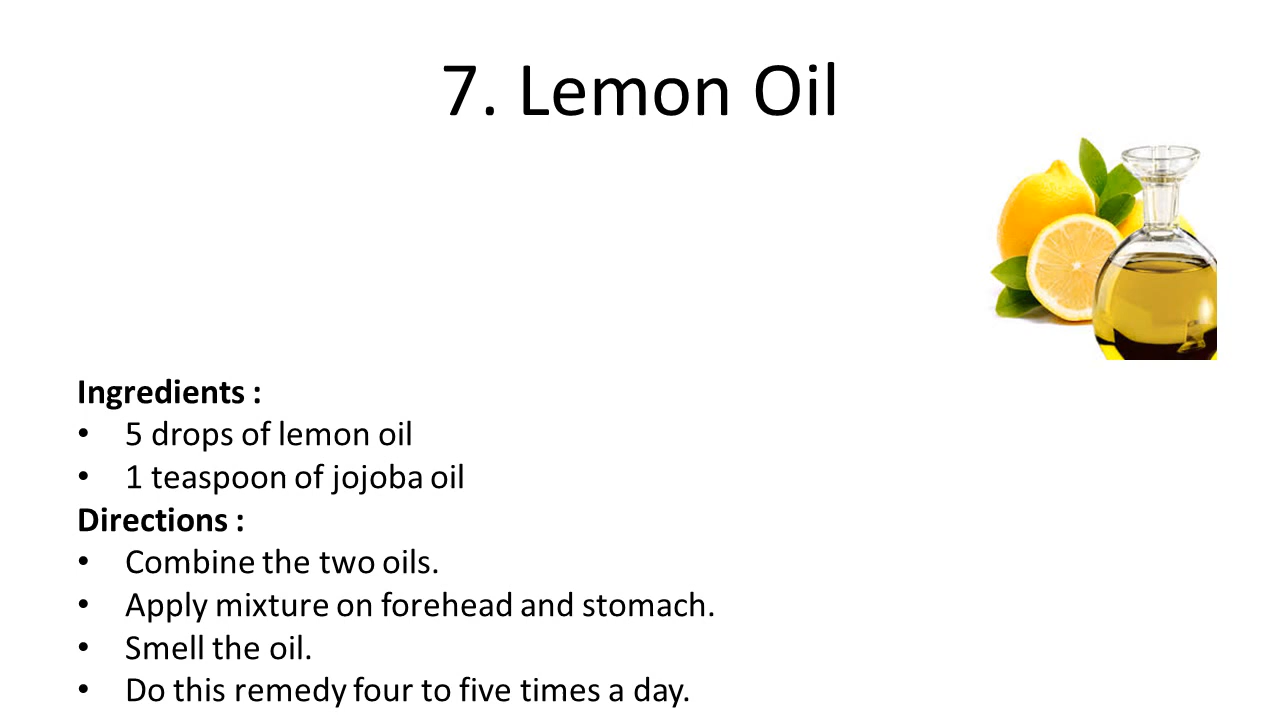 7. Lemon Oil
Ingredients :
• 5 drops of lemon oil
• 1 teaspoon of jojoba oil
Directions :
• Combine the two oils.
• Apply mixture on forehead and stomach.
• Smell the oil.
• Do this remedy four to five times a day.